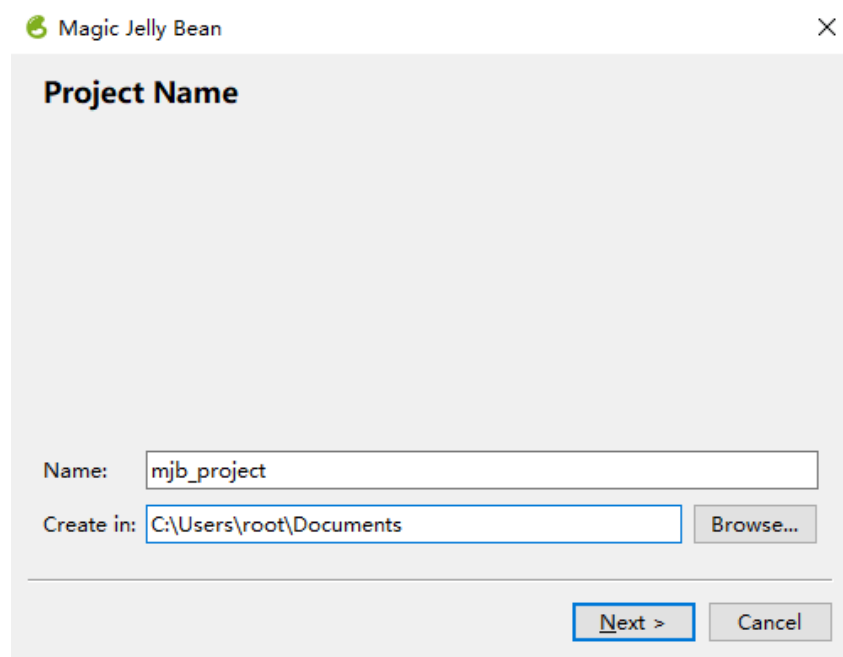 Magic Jelly Bean
Project Name
Name: mjb_project
Create in: C:\Users\root\Documents Browse...
Next > Cancel